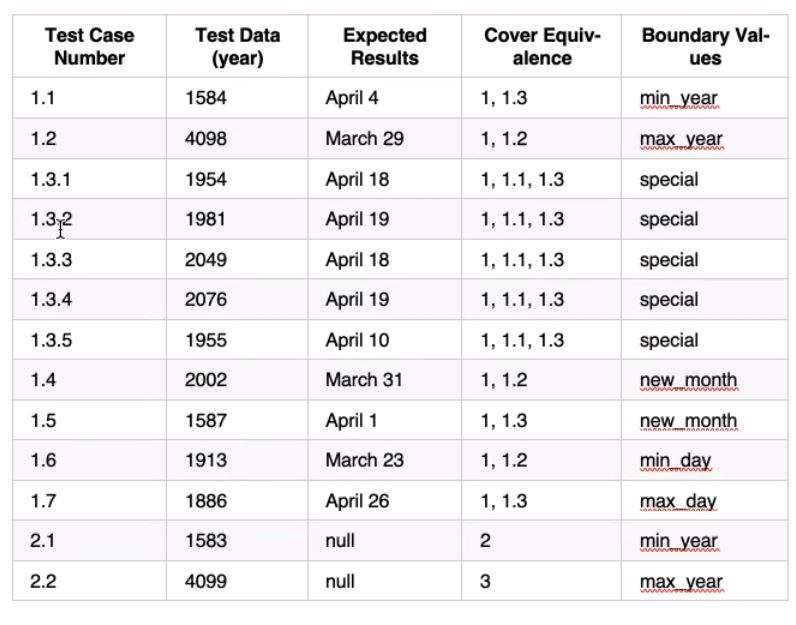 Test Case Number | Test Data (year) | Expected Results | Cover Equiv-alence | Boundary Val-ues
1.1 | 1584 | April 4 | 1, 1.3 | min_year
1.2 | 4098 | March 29 | 1, 1.2 | max_year
1.3.1 | 1954 | April 18 | 1, 1.1, 1.3 | special
1.3.2 | 1981 | April 19 | 1, 1.1, 1.3 | special
1.3.3 | 2049 | April 18 | 1, 1.1, 1.3 | special
1.3.4 | 2076 | April 19 | 1, 1.1, 1.3 | special
1.3.5 | 1955 | April 10 | 1, 1.1, 1.3 | special
1.4 | 2002 | March 31 | 1, 1.2 | new_month
1.5 | 1587 | April 1 | 1, 1.3 | new_month
1.6 | 1913 | March 23 | 1, 1.2 | min_day
1.7 | 1886 | April 26 | 1, 1.3 | max_day
2.1 | 1583 | null | 2 | min_year
2.2 | 4099 | null | 3 | max_year